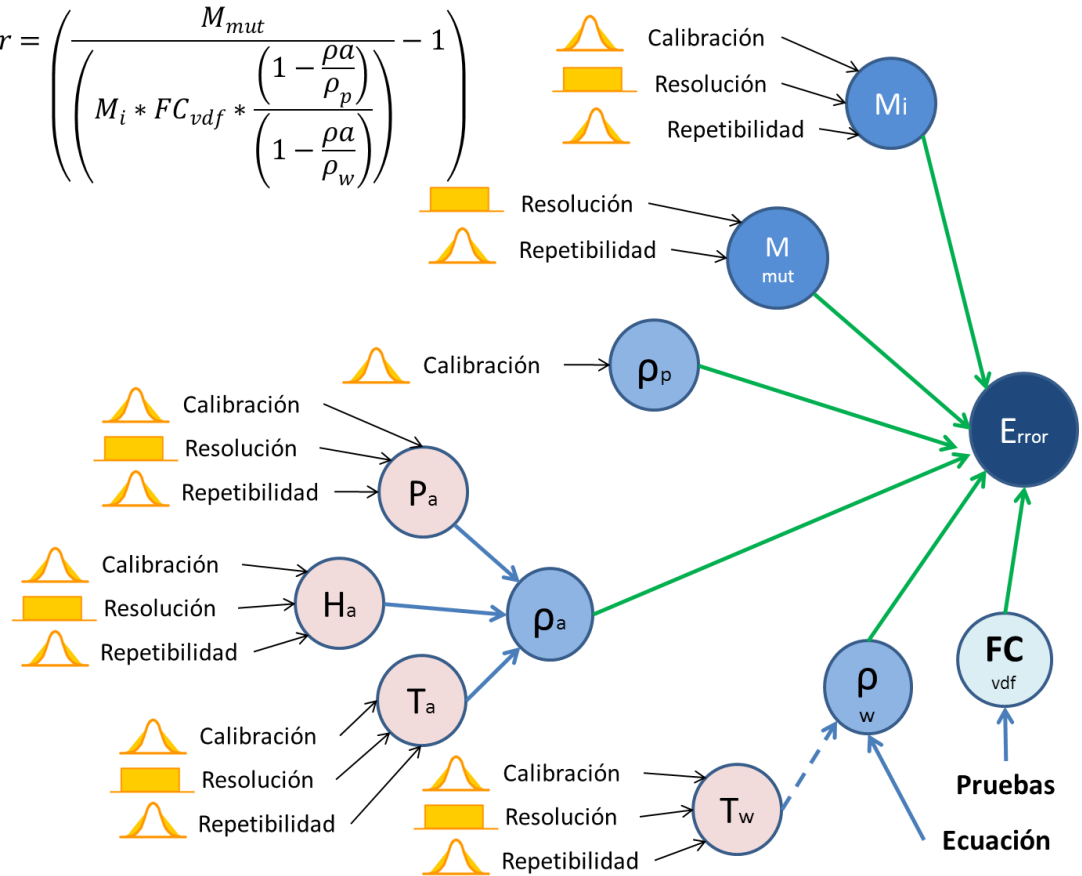 r = ( M_mut / ( M_i * FC_vdf * (1 − ρa/ρ_p) / (1 − ρa/ρ_w) ) − 1 )
Calibración
Resolución
Repetibilidad
Mi
Resolución
Repetibilidad
M
mut
Calibración
ρp
Error
Calibración
Resolución
Repetibilidad
Pa
Calibración
Resolución
Repetibilidad
Ha
ρa
Calibración
Resolución
Repetibilidad
Ta
Calibración
Resolución
Repetibilidad
Tw
ρ
w
FC
vdf
Pruebas
Ecuación